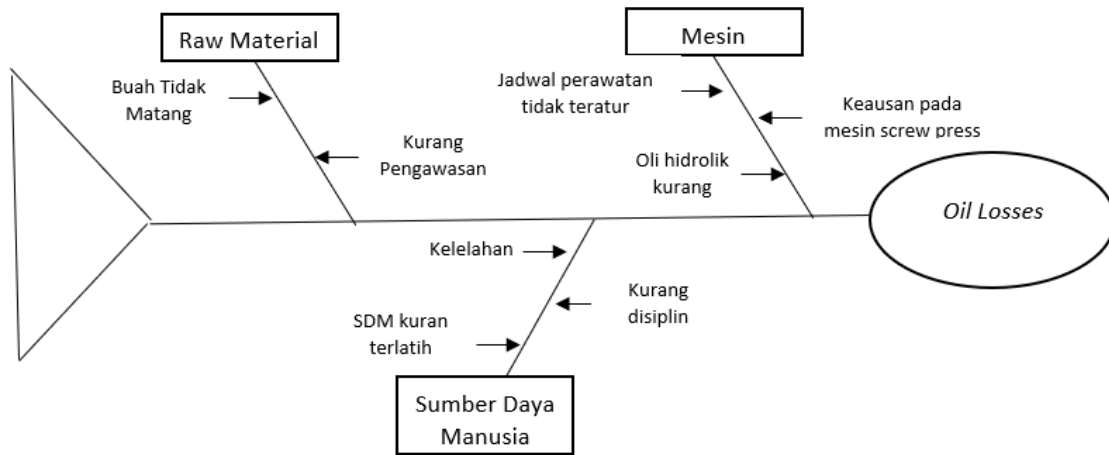 Raw Material
Mesin
Buah Tidak
Matang
Jadwal perawatan
tidak teratur
Keausan pada
mesin screw press
Kurang
Pengawasan
Oli hidrolik
kurang
Oil Losses
Kelelahan
Kurang
disiplin
SDM kuran
terlatih
Sumber Daya
Manusia